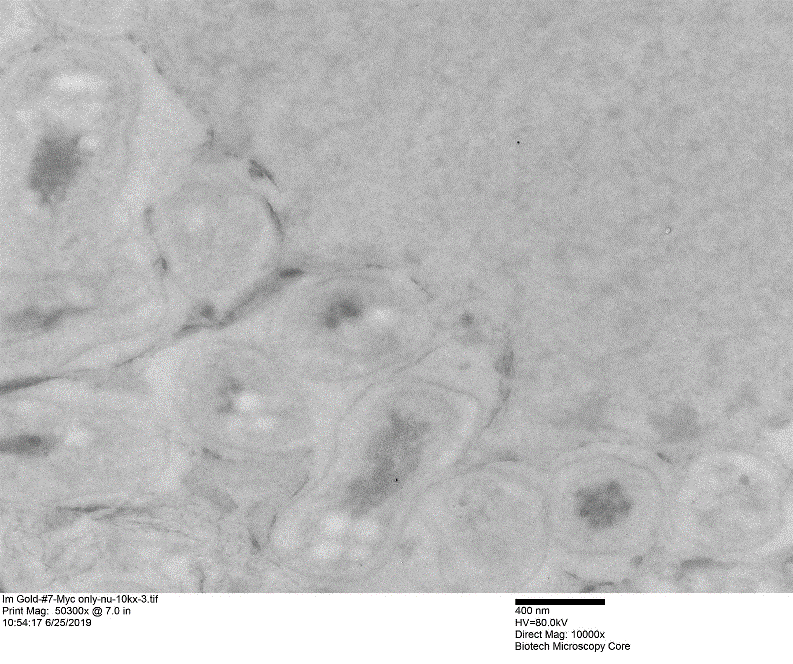 Im Gold-#7-Myc only-nu-10kx-3.tif
Print Mag: 50300x @ 7.0 in
10:54:17 6/25/2019
400 nm
HV=80.0kV
Direct Mag: 10000x
Biotech Microscopy Core